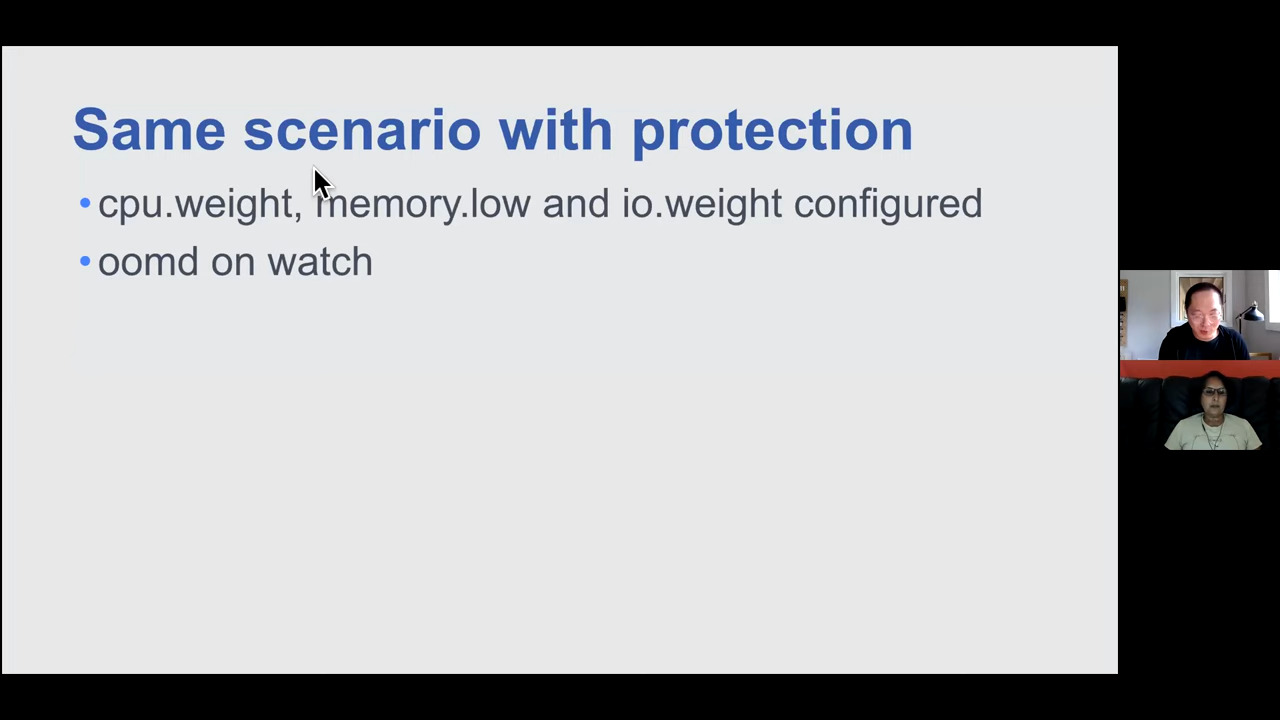 Same scenario with protection
• cpu.weight, memory.low and io.weight configured
• oomd on watch